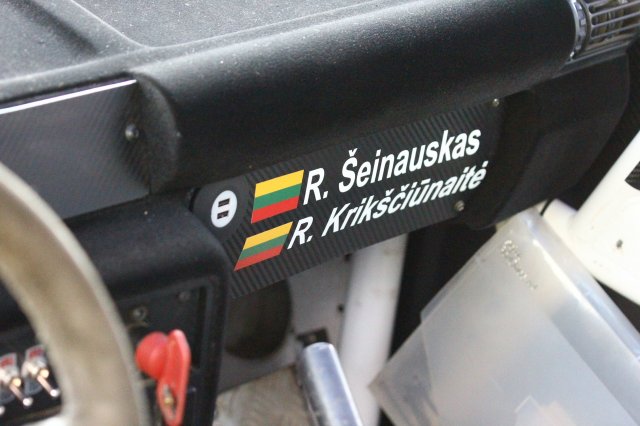 R. Šeinauskas
R. Krikščiūnaitė